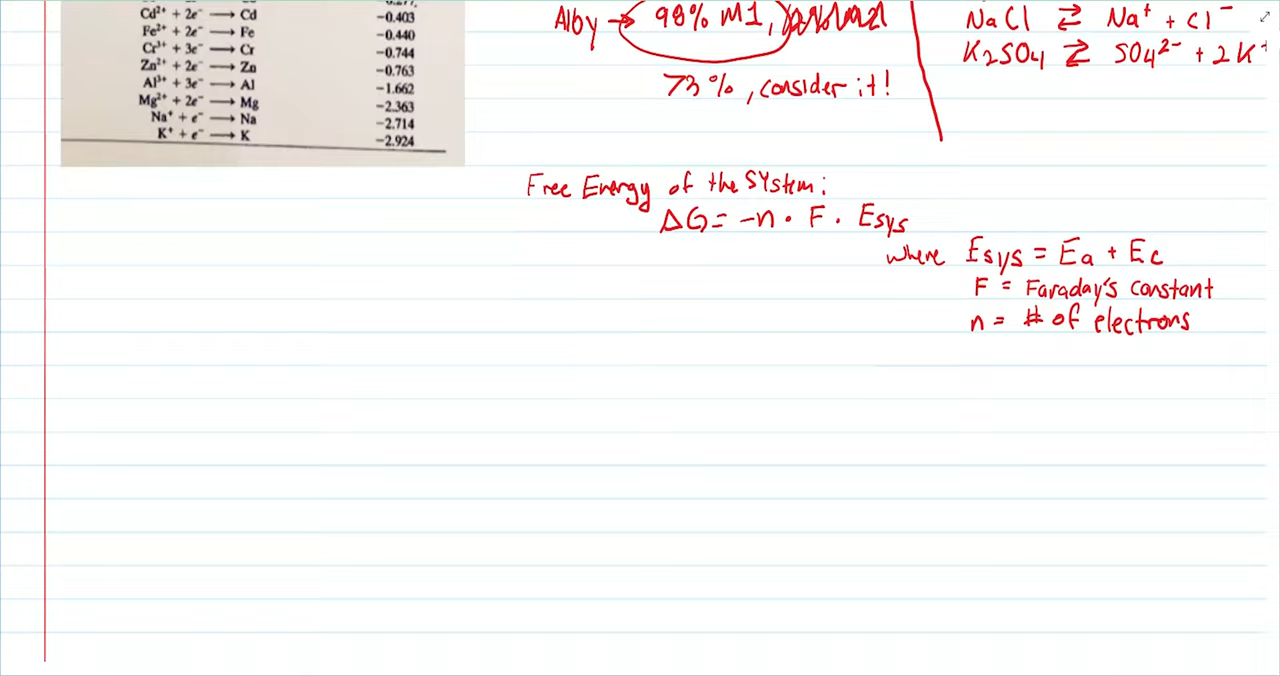 Cd²⁺ + 2e⁻ ⟶ Cd -0.403
Fe²⁺ + 2e⁻ ⟶ Fe -0.440
Cr³⁺ + 3e⁻ ⟶ Cr -0.744
Zn²⁺ + 2e⁻ ⟶ Zn -0.763
Al³⁺ + 3e⁻ ⟶ Al -1.662
Mg²⁺ + 2e⁻ ⟶ Mg -2.363
Na⁺ + e⁻ ⟶ Na -2.714
K⁺ + e⁻ ⟶ K -2.924
Alby → 98% M1,
73%, consider it!
NaCl ⇄ Na⁺ + Cl⁻
K2SO4 ⇄ SO4²⁻ + 2K⁺
Free Energy of the System:
ΔG = -n · F · Esys
where Esys = Ea + Ec
F = Faraday's constant
n = # of electrons